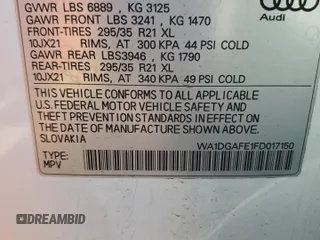 GVWR LBS 6889 , KG 3125
GAWR FRONT LBS 3241 , KG 1470
FRONT-TIRES 295/35 R21 XL
10JX21 RIMS, AT 300 KPA 44 PSI COLD
GAWR REAR LBS3946 , KG 1790
REAR-TIRES 295/35 R21 XL
10JX21 RIMS, AT 340 KPA 49 PSI COLD
Audi
THIS VEHICLE CONFORMS TO ALL APPLICABLE
U.S. FEDERAL MOTOR VEHICLE SAFETY AND
THEFT PREVENTION STANDARDS IN EFFECT ON
THE DATE OF MANUFACTURE SHOWN ABOVE.
SLOVAKIA
WA1DGAFE1FD017150
TYPE:
MPV
DREAMBID